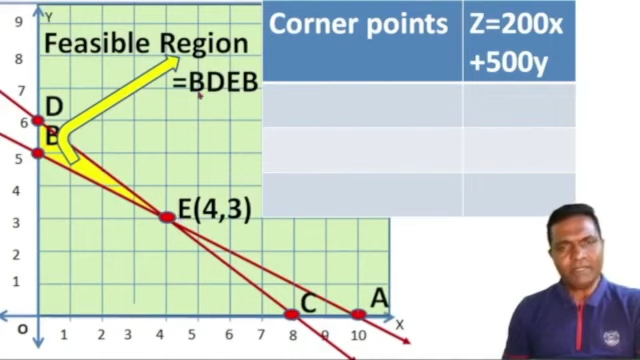 9
Y
Feasible Region
=BDEB
8
7
6
D
B
5
4
E(4,3)
3
2
1
C
A
O
1
2
3
4
5
6
7
8
9
10
X
Corner points
Z=200x
+500y